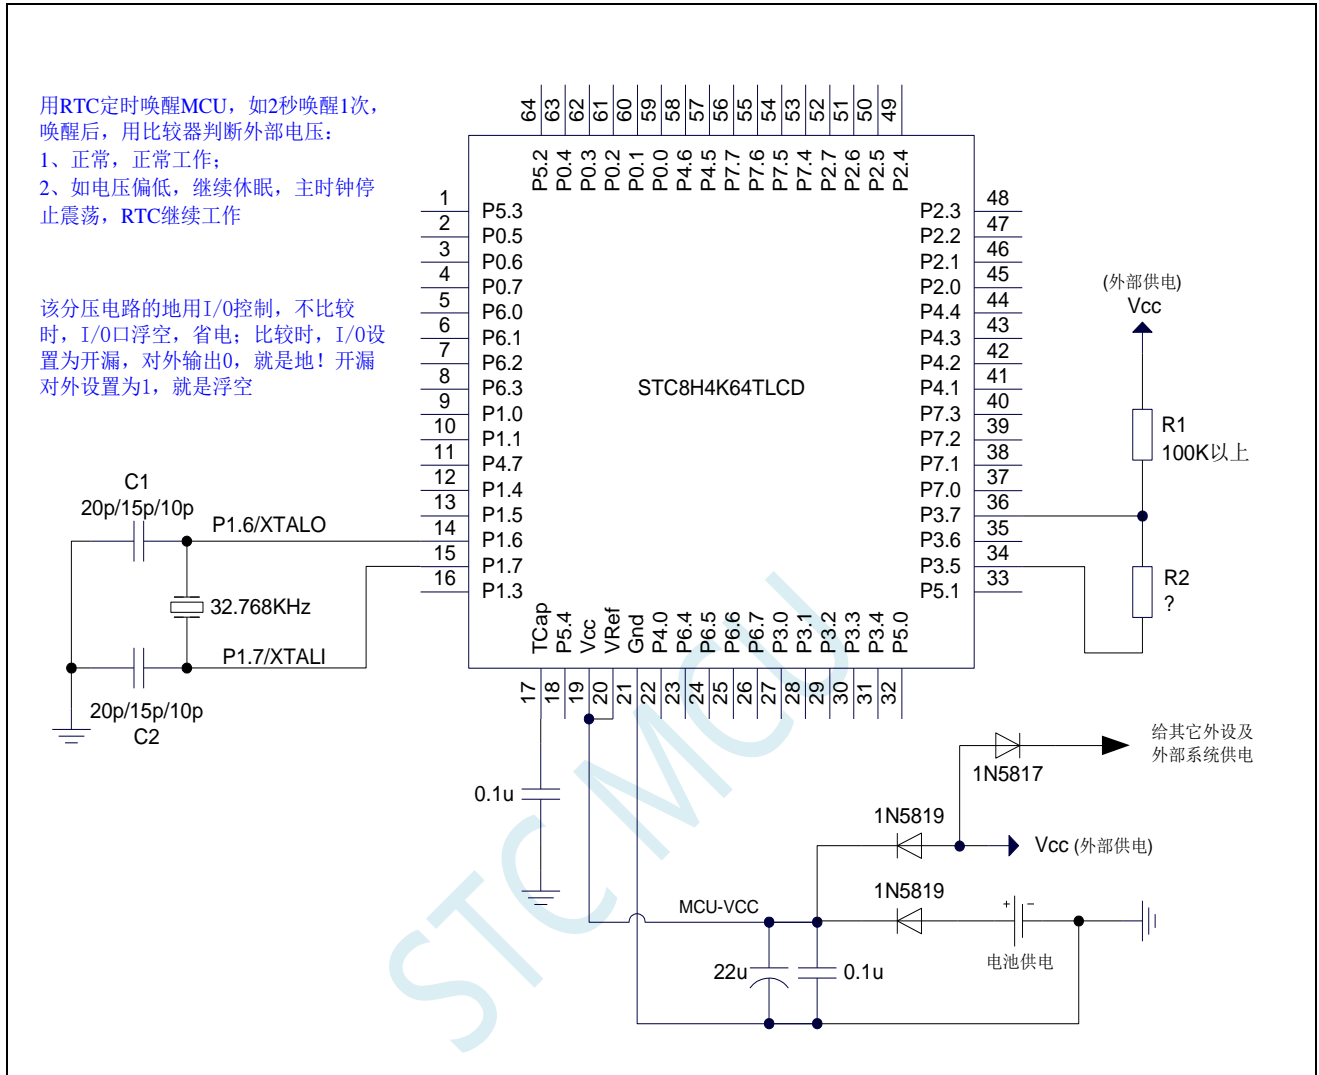 用RTC定时唤醒MCU，如2秒唤醒1次，
唤醒后，用比较器判断外部电压：
1、正常，正常工作；
2、如电压偏低，继续休眠，主时钟停
止震荡，RTC继续工作
该分压电路的地用I/O控制，不比较
时，I/O口浮空，省电；比较时，I/O设
置为开漏，对外输出0，就是地！开漏
对外设置为1，就是浮空
64 63 62 61 60 59 58 57 56 55 54 53 52 51 50 49
P5.2 P0.4 P0.3 P0.2 P0.1 P0.0 P4.6 P4.5 P7.7 P7.6 P7.5 P7.4 P2.7 P2.6 P2.5 P2.4
1 P5.3
2 P0.5
3 P0.6
4 P0.7
5 P6.0
6 P6.1
7 P6.2
8 P6.3
9 P1.0
10 P1.1
11 P4.7
12 P1.4
13 P1.5
14 P1.6
15 P1.7
16 P1.3
STC8H4K64TLCD
P2.3 48
P2.2 47
P2.1 46
P2.0 45
P4.4 44
P4.3 43
P4.2 42
P4.1 41
P7.3 40
P7.2 39
P7.1 38
P7.0 37
P3.7 36
P3.6 35
P3.5 34
P5.1 33
TCap P5.4 Vcc VRef Gnd P4.0 P6.4 P6.5 P6.6 P6.7 P3.0 P3.1 P3.2 P3.3 P3.4 P5.0
17 18 19 20 21 22 23 24 25 26 27 28 29 30 31 32
C1
20p/15p/10p
P1.6/XTALO
32.768KHz
P1.7/XTALI
20p/15p/10p
C2
(外部供电)
Vcc
R1
100K以上
R2
?
0.1u
给其它外设及
外部系统供电
1N5817
1N5819
Vcc (外部供电)
1N5819
MCU-VCC
+ −
电池供电
22u
0.1u
STC MCU